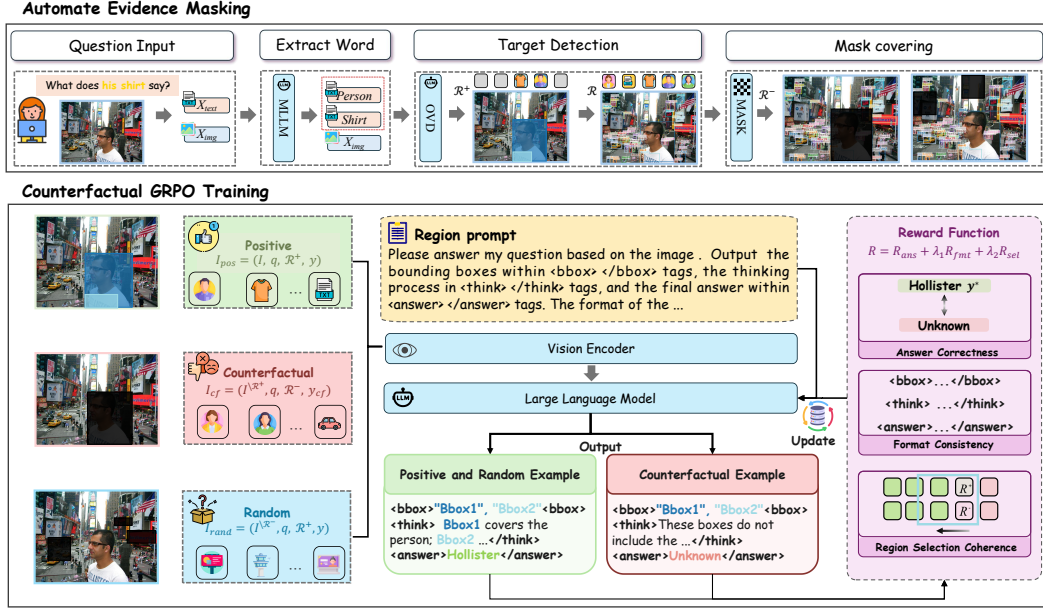 Automate Evidence Masking
Question Input
Extract Word
Target Detection
Mask covering
What does his shirt say?
TXT
X_text
X_img
MLLM
TXT
Person
TXT
Shirt
X_img
OVD
R⁺
R
MASK
R⁻
Counterfactual GRPO Training
Positive
I_pos = (I, q, R⁺, y)
...
TXT
Counterfactual
I_cf = (I^\R⁺, q, R⁻, y_cf)
...
Random
I_rand = (I^\R⁻, q, R⁺, y)
...
Region prompt
Please answer my question based on the image . Output the
bounding boxes within <bbox> </bbox> tags, the thinking
process in <think> </think> tags, and the final answer within
<answer> </answer> tags. The format of the ...
Vision Encoder
LLM
Large Language Model
Update
Output
Positive and Random Example
<bbox>"Bbox1", "Bbox2"<bbox>
<think> Bbox1 covers the
person; Bbox2 ...</think>
<answer>Hollister</answer>
Counterfactual Example
<bbox>"Bbox1", "Bbox2"<bbox>
<think>These boxes do not
include the ...</think>
<answer>Unknown</answer>
Reward Function
R = R_ans + λ₁R_fmt + λ₂R_sel
Hollister y*
Unknown
Answer Correctness
<bbox>...</bbox>
<think> ...</think>
<answer>...</answer>
Format Consistency
R⁺
R⁻
Region Selection Coherence